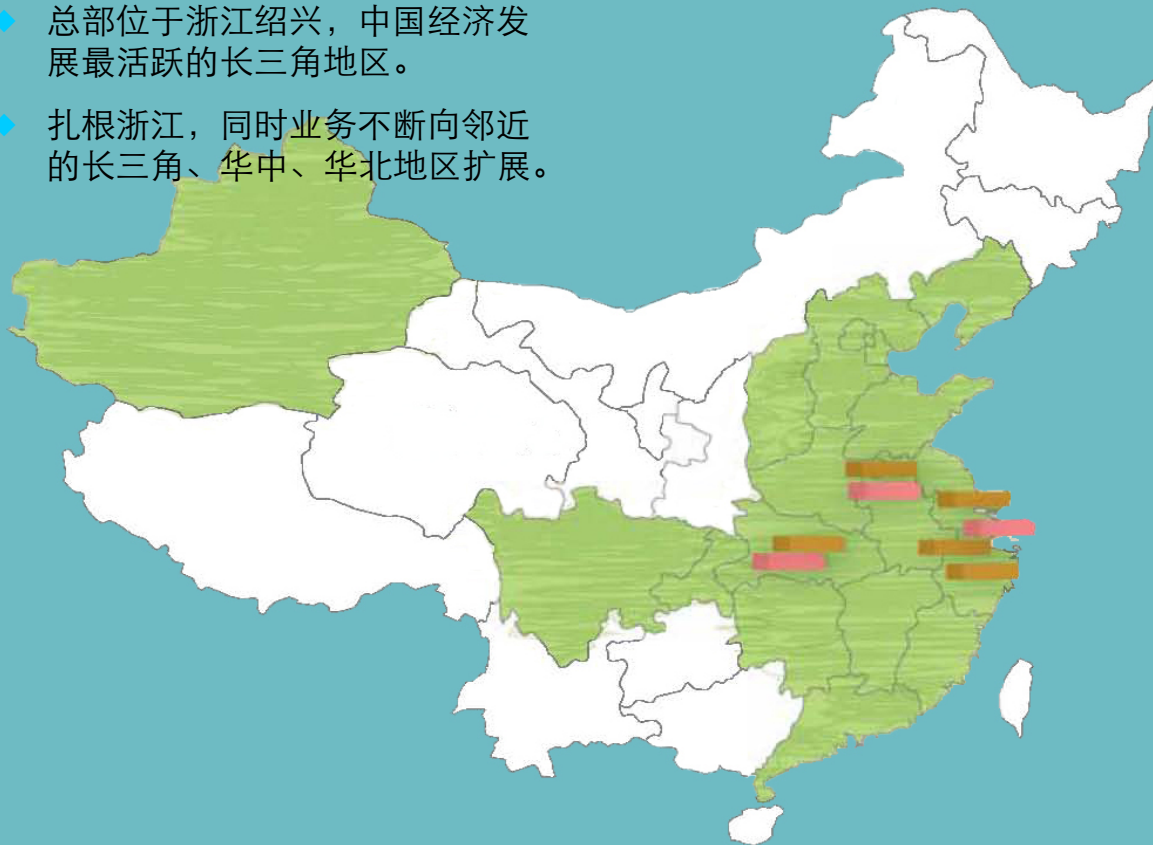 总部位于浙江绍兴，中国经济发
展最活跃的长三角地区。
扎根浙江，同时业务不断向邻近
的长三角、华中、华北地区扩展。